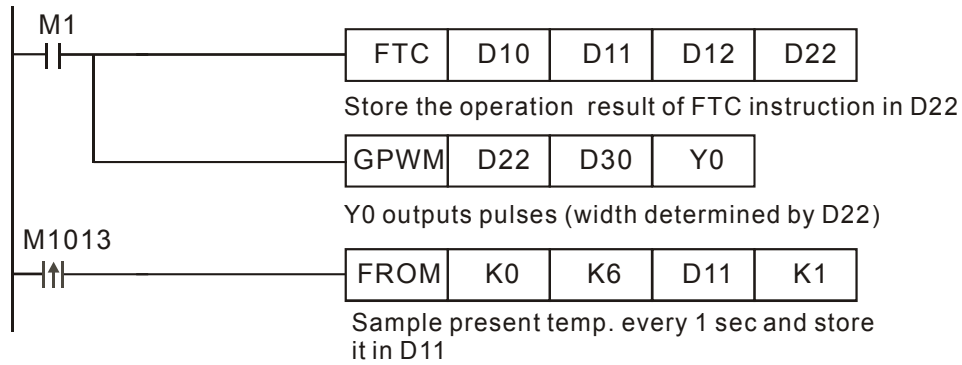 M1
FTC D10 D11 D12 D22
Store the operation result of FTC instruction in D22
GPWM D22 D30 Y0
Y0 outputs pulses (width determined by D22)
M1013
FROM K0 K6 D11 K1
Sample present temp. every 1 sec and store
it in D11